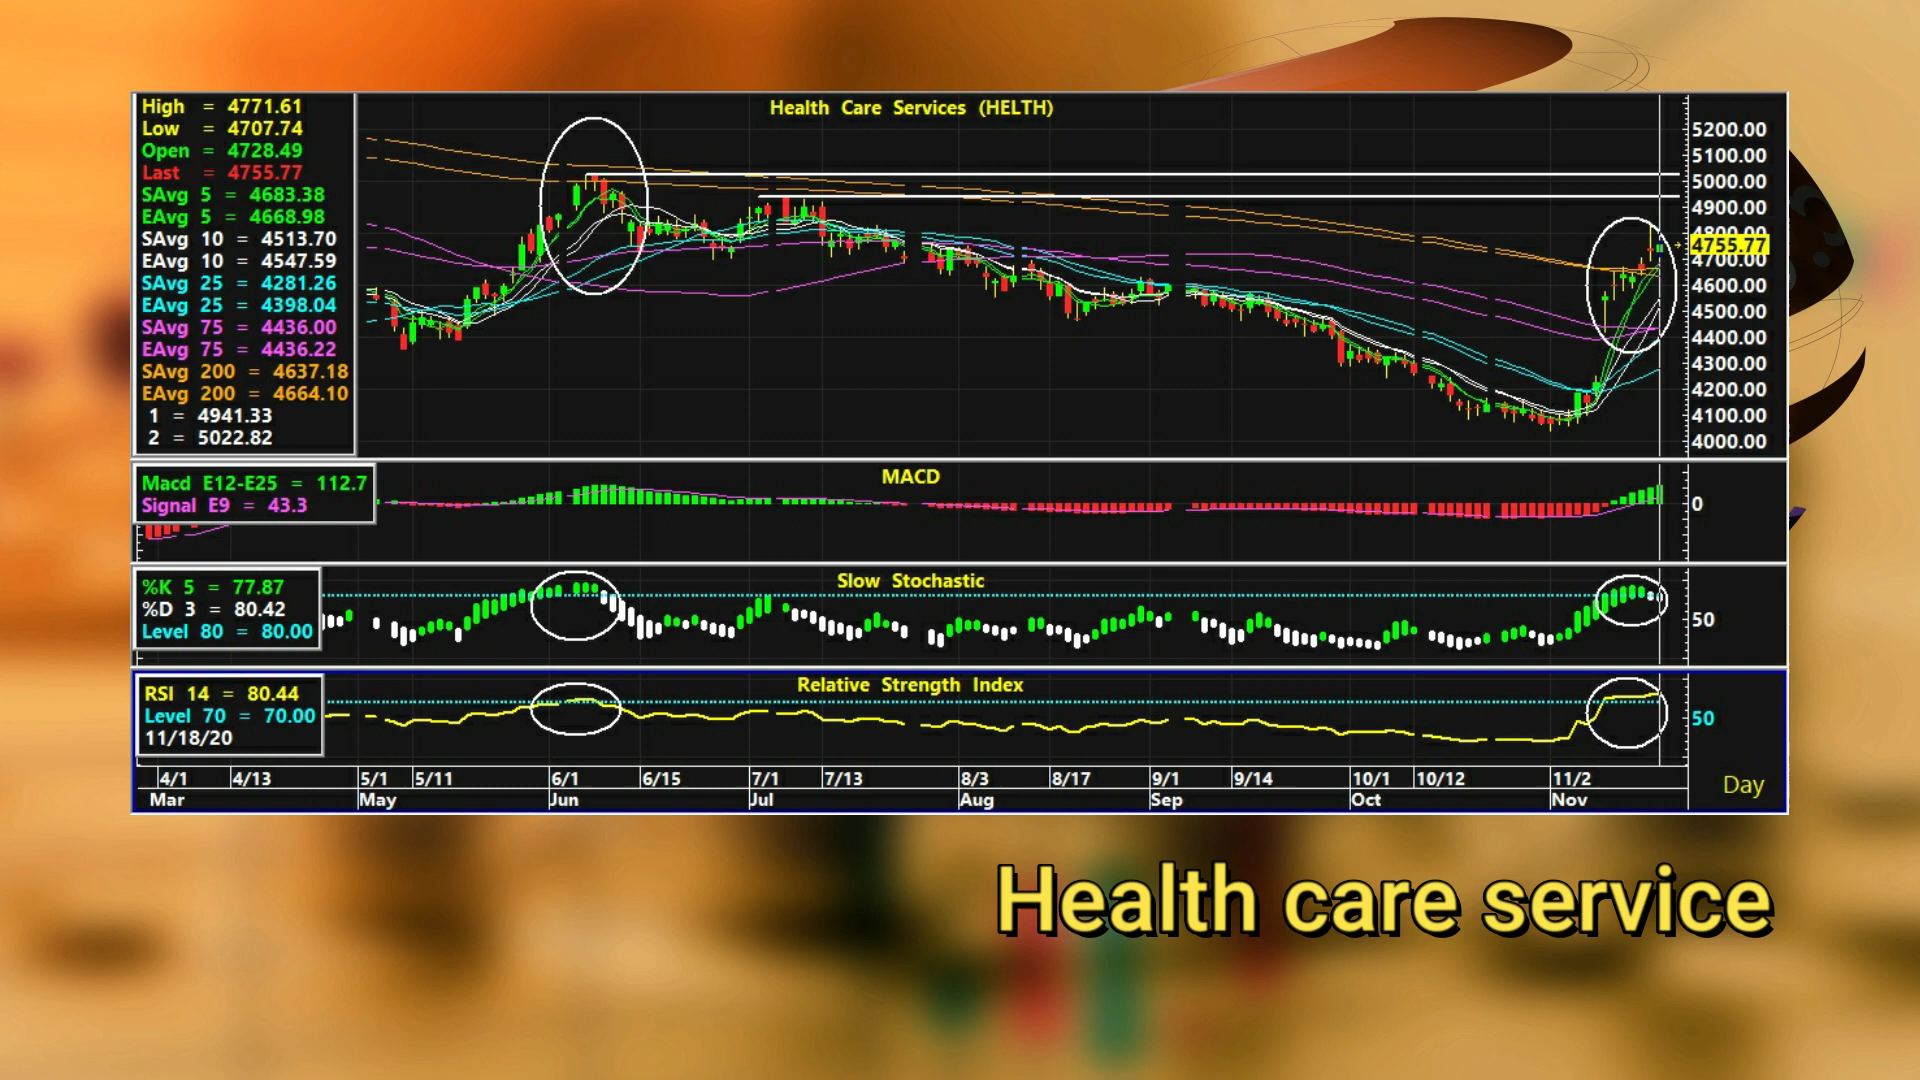 Health Care Services (HELTH)
High = 4771.61
Low = 4707.74
Open = 4728.49
Last = 4755.77
SAvg 5 = 4683.38
EAvg 5 = 4668.98
SAvg 10 = 4513.70
EAvg 10 = 4547.59
SAvg 25 = 4281.26
EAvg 25 = 4398.04
SAvg 75 = 4436.00
EAvg 75 = 4436.22
SAvg 200 = 4637.18
EAvg 200 = 4664.10
1 = 4941.33
2 = 5022.82
5200.00
5100.00
5000.00
4900.00
4755.77
4700.00
4600.00
4500.00
4400.00
4300.00
4200.00
4100.00
4000.00
MACD
Macd E12-E25 = 112.7
Signal E9 = 43.3
0
Slow Stochastic
%K 5 = 77.87
%D 3 = 80.42
Level 80 = 80.00
50
Relative Strength Index
RSI 14 = 80.44
Level 70 = 70.00
11/18/20
50
4/1 4/13 5/1 5/11 6/1 6/15 7/1 7/13 8/3 8/17 9/1 9/14 10/1 10/12 11/2
Mar May Jun Jul Aug Sep Oct Nov
Day
Health care service